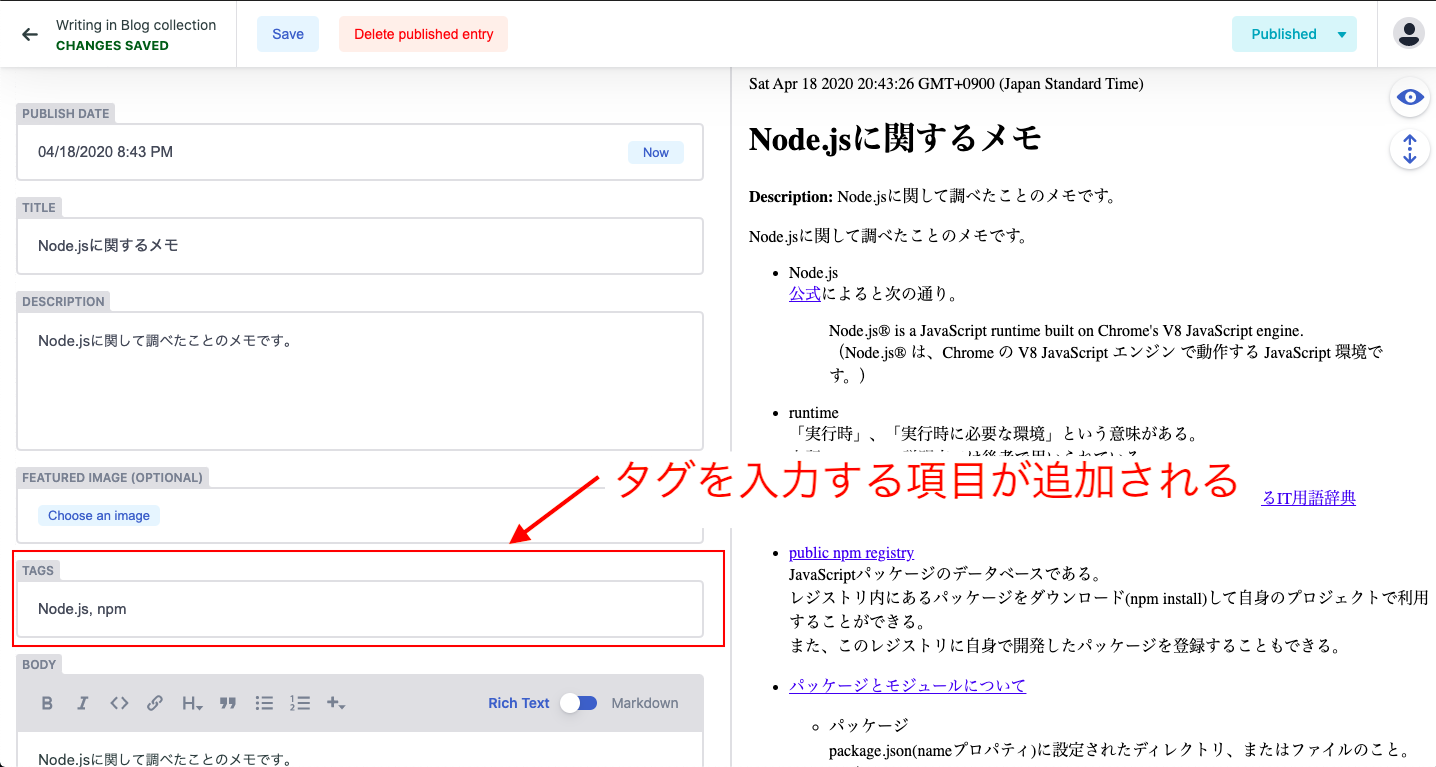 Writing in Blog collection
CHANGES SAVED
Save
Delete published entry
Published
PUBLISH DATE
04/18/2020 8:43 PM
Now
TITLE
Node.jsに関するメモ
DESCRIPTION
Node.jsに関して調べたことのメモです。
FEATURED IMAGE (OPTIONAL)
Choose an image
タグを入力する項目が追加される
TAGS
Node.js, npm
BODY
B I <> H
Rich Text
Markdown
Node.jsに関して調べたことのメモです。
Sat Apr 18 2020 20:43:26 GMT+0900 (Japan Standard Time)
Node.jsに関するメモ
Description: Node.jsに関して調べたことのメモです。
Node.jsに関して調べたことのメモです。
Node.js
公式によると次の通り。
Node.js® is a JavaScript runtime built on Chrome's V8 JavaScript engine.
（Node.js® は、Chrome の V8 JavaScript エンジン で動作する JavaScript 環境で
す。）
runtime
「実行時」、「実行時に必要な環境」という意味がある。
るIT用語辞典
public npm registry
JavaScriptパッケージのデータベースである。
レジストリ内にあるパッケージをダウンロード(npm install)して自身のプロジェクトで利用
することができる。
また、このレジストリに自身で開発したパッケージを登録することもできる。
パッケージとモジュールについて
パッケージ
package.json(nameプロパティ)に設定されたディレクトリ、またはファイルのこと。